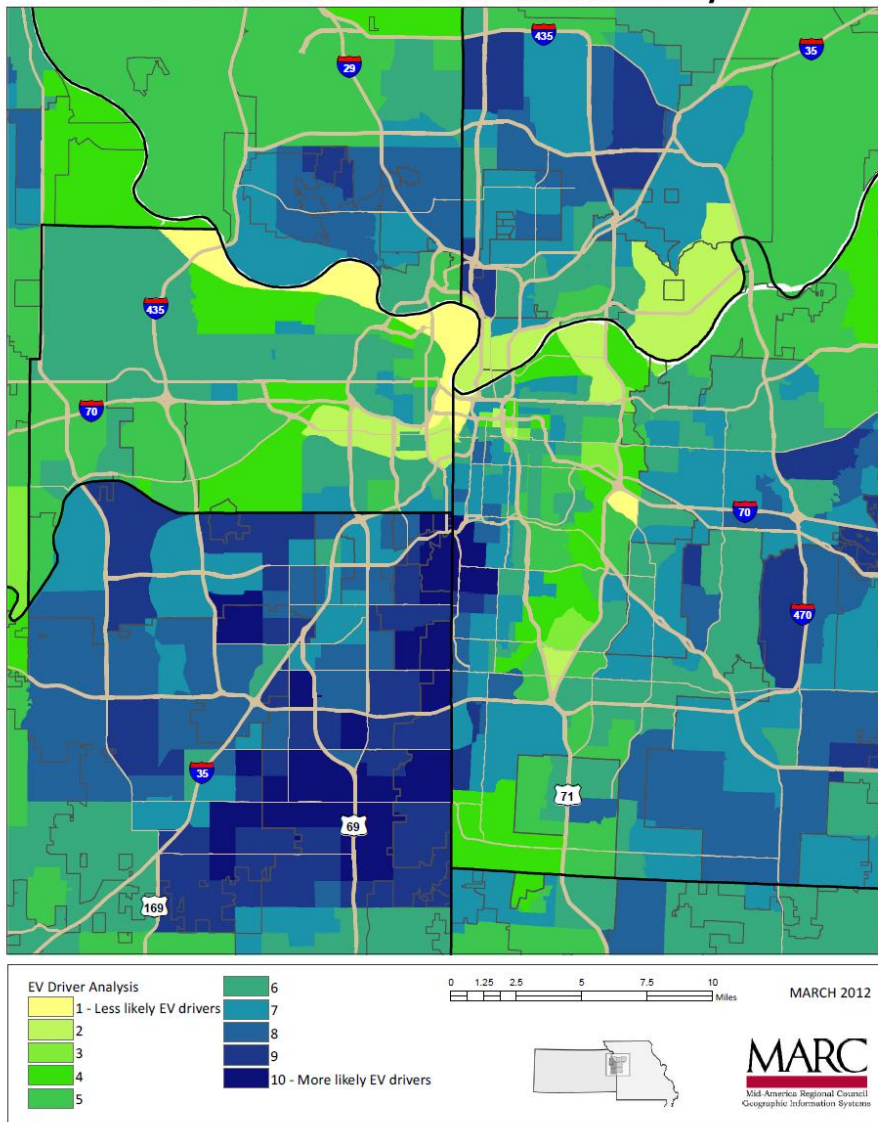 29
435
35
435
70
70
470
35
69
71
169
EV Driver Analysis
1 - Less likely EV drivers
2
3
4
5
6
7
8
9
10 - More likely EV drivers
0 1.25 2.5 5 7.5 10
Miles
MARCH 2012
MARC
Mid-America Regional Council
Geographic Information Systems